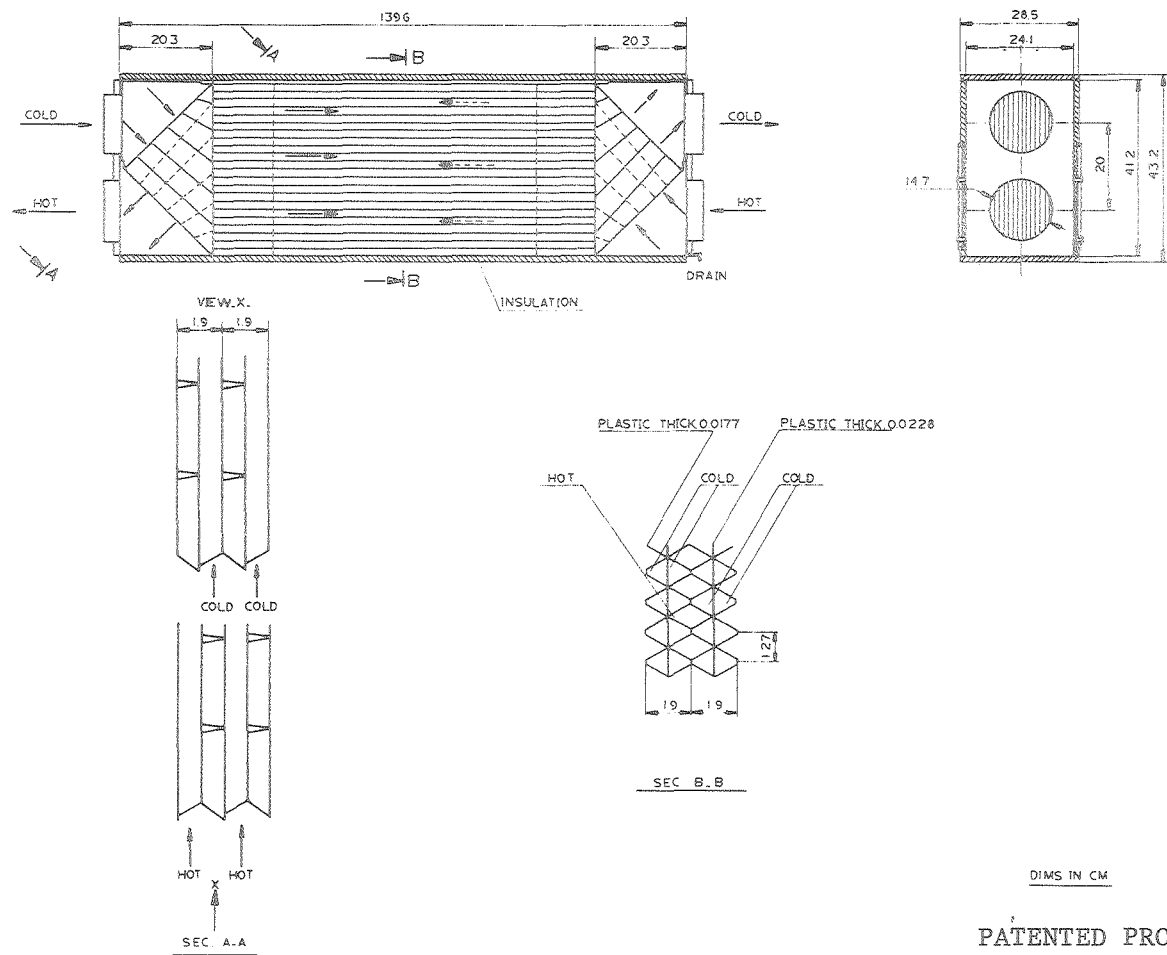 139.6
20.3
A
B
20.3
28.5
24.1
COLD
COLD
HOT
HOT
14.7
20
41.2
43.2
A
B
DRAIN
INSULATION
VIEW.X.
1.9 1.9
PLASTIC THICK.0.0177
PLASTIC THICK.0.0228
HOT
COLD
COLD
COLD COLD
1.27
1.9 1.9
SEC B-B
HOT HOT
X
SEC. A-A
DIMS IN CM
PATENTED PRO